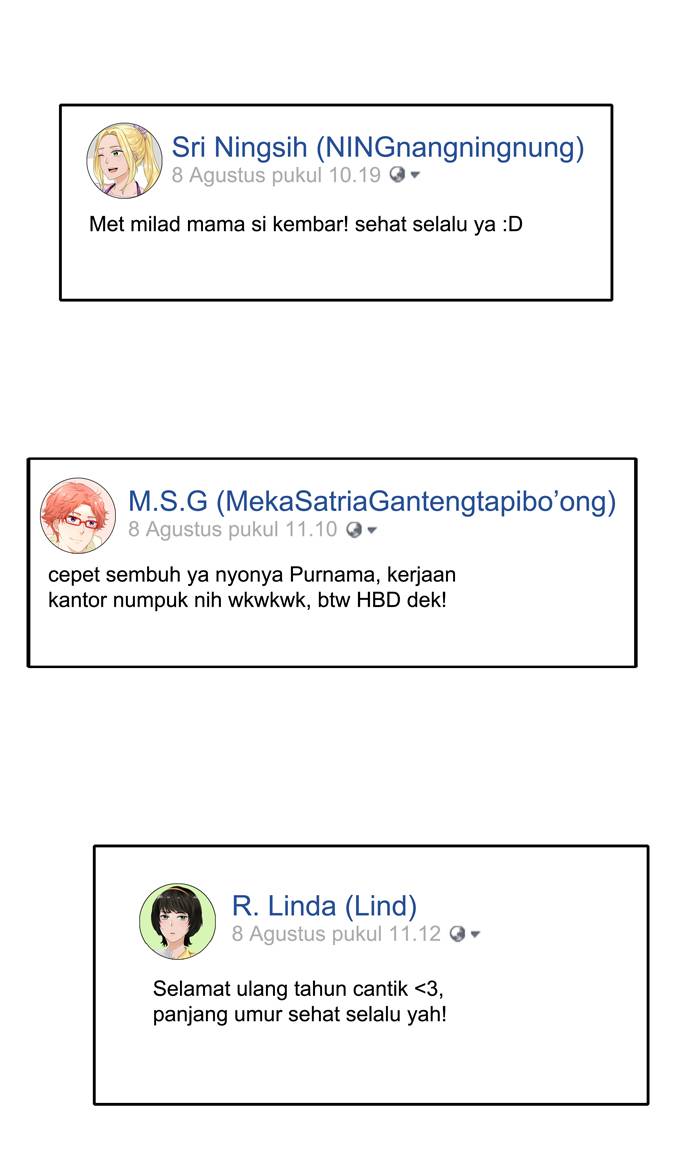 Sri Ningsih (NINGnangningnung)
8 Agustus pukul 10.19
Met milad mama si kembar! sehat selalu ya :D
M.S.G (MekaSatriaGantengtapibo’ong)
8 Agustus pukul 11.10
cepet sembuh ya nyonya Purnama, kerjaan
kantor numpuk nih wkwkwk, btw HBD dek!
R. Linda (Lind)
8 Agustus pukul 11.12
Selamat ulang tahun cantik <3,
panjang umur sehat selalu yah!